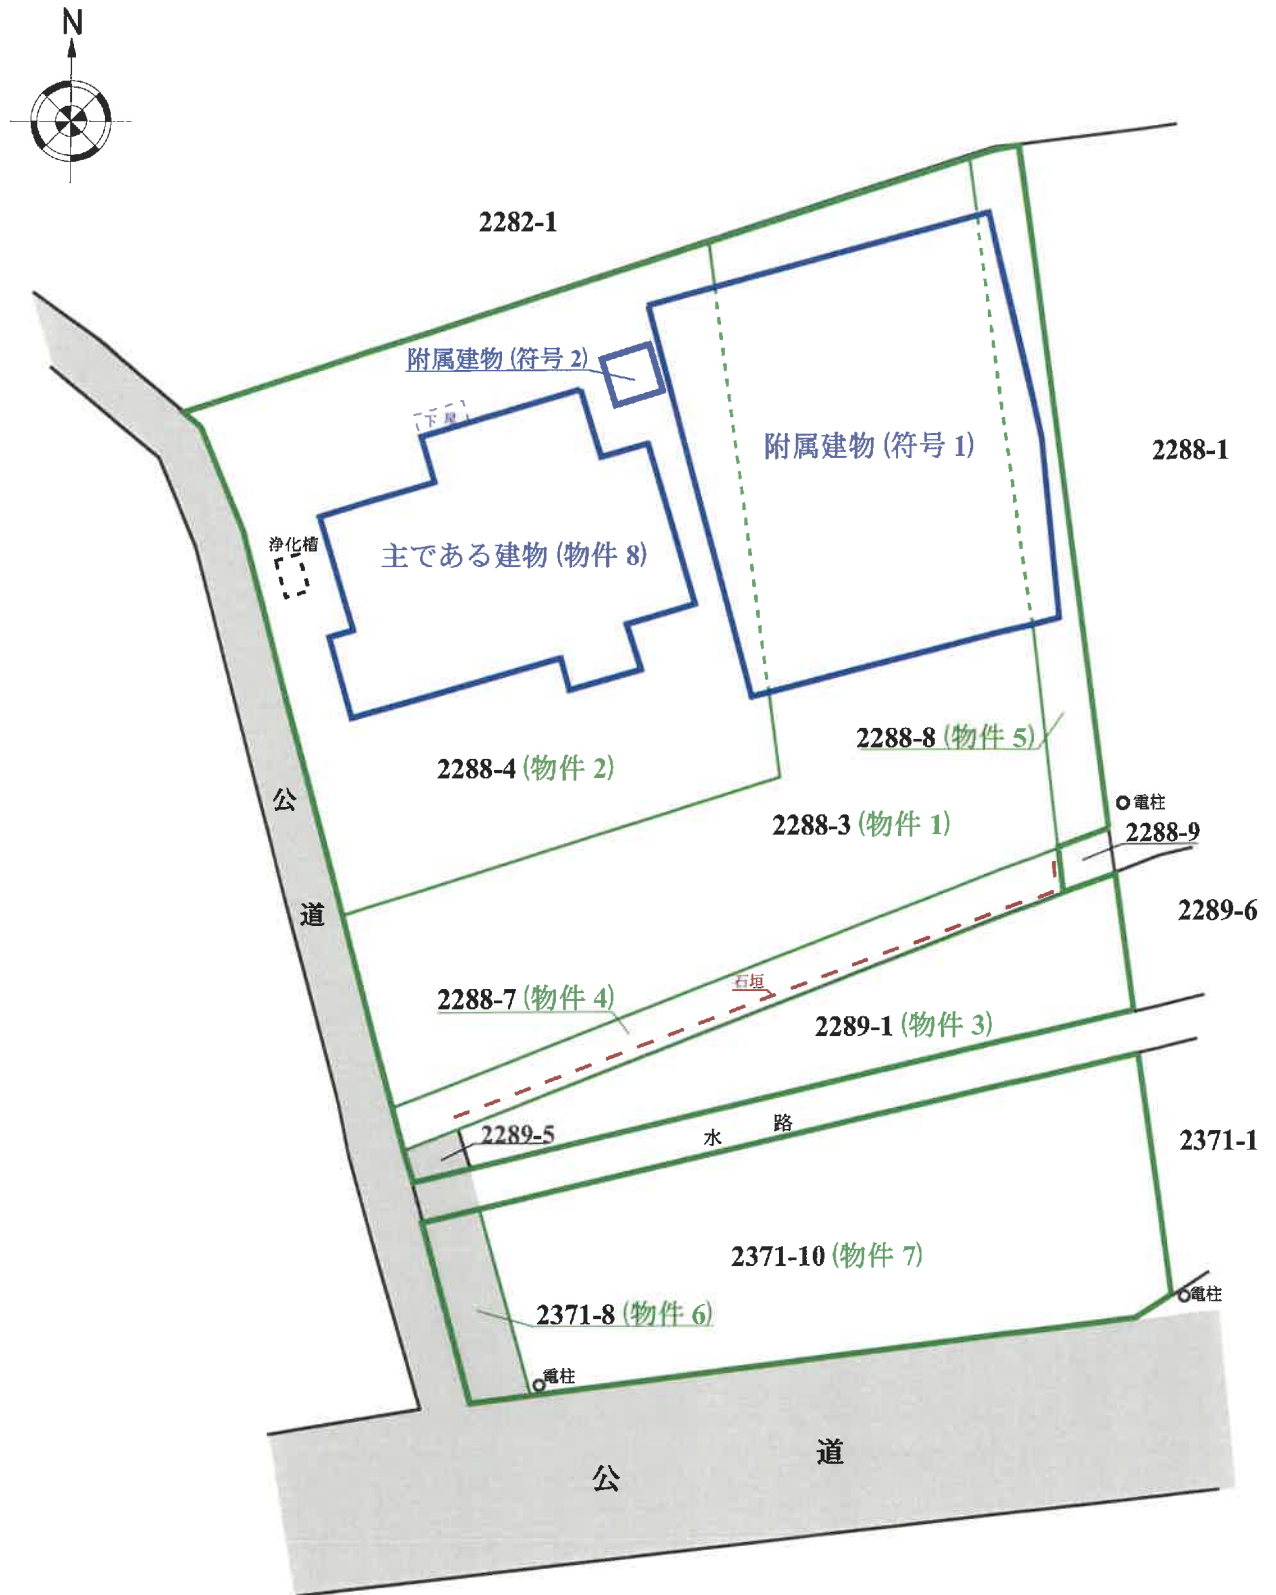 N
2282-1
附属建物 (符号 2)
下屋
附属建物 (符号 1)
2288-1
浄化槽
主である建物 (物件 8)
2288-8 (物件 5)
2288-4 (物件 2)
公道
電柱
2288-3 (物件 1)
2288-9
2289-6
石垣
2288-7 (物件 4)
2289-1 (物件 3)
水路
2289-5
2371-1
2371-10 (物件 7)
電柱
2371-8 (物件 6)
電柱
公道